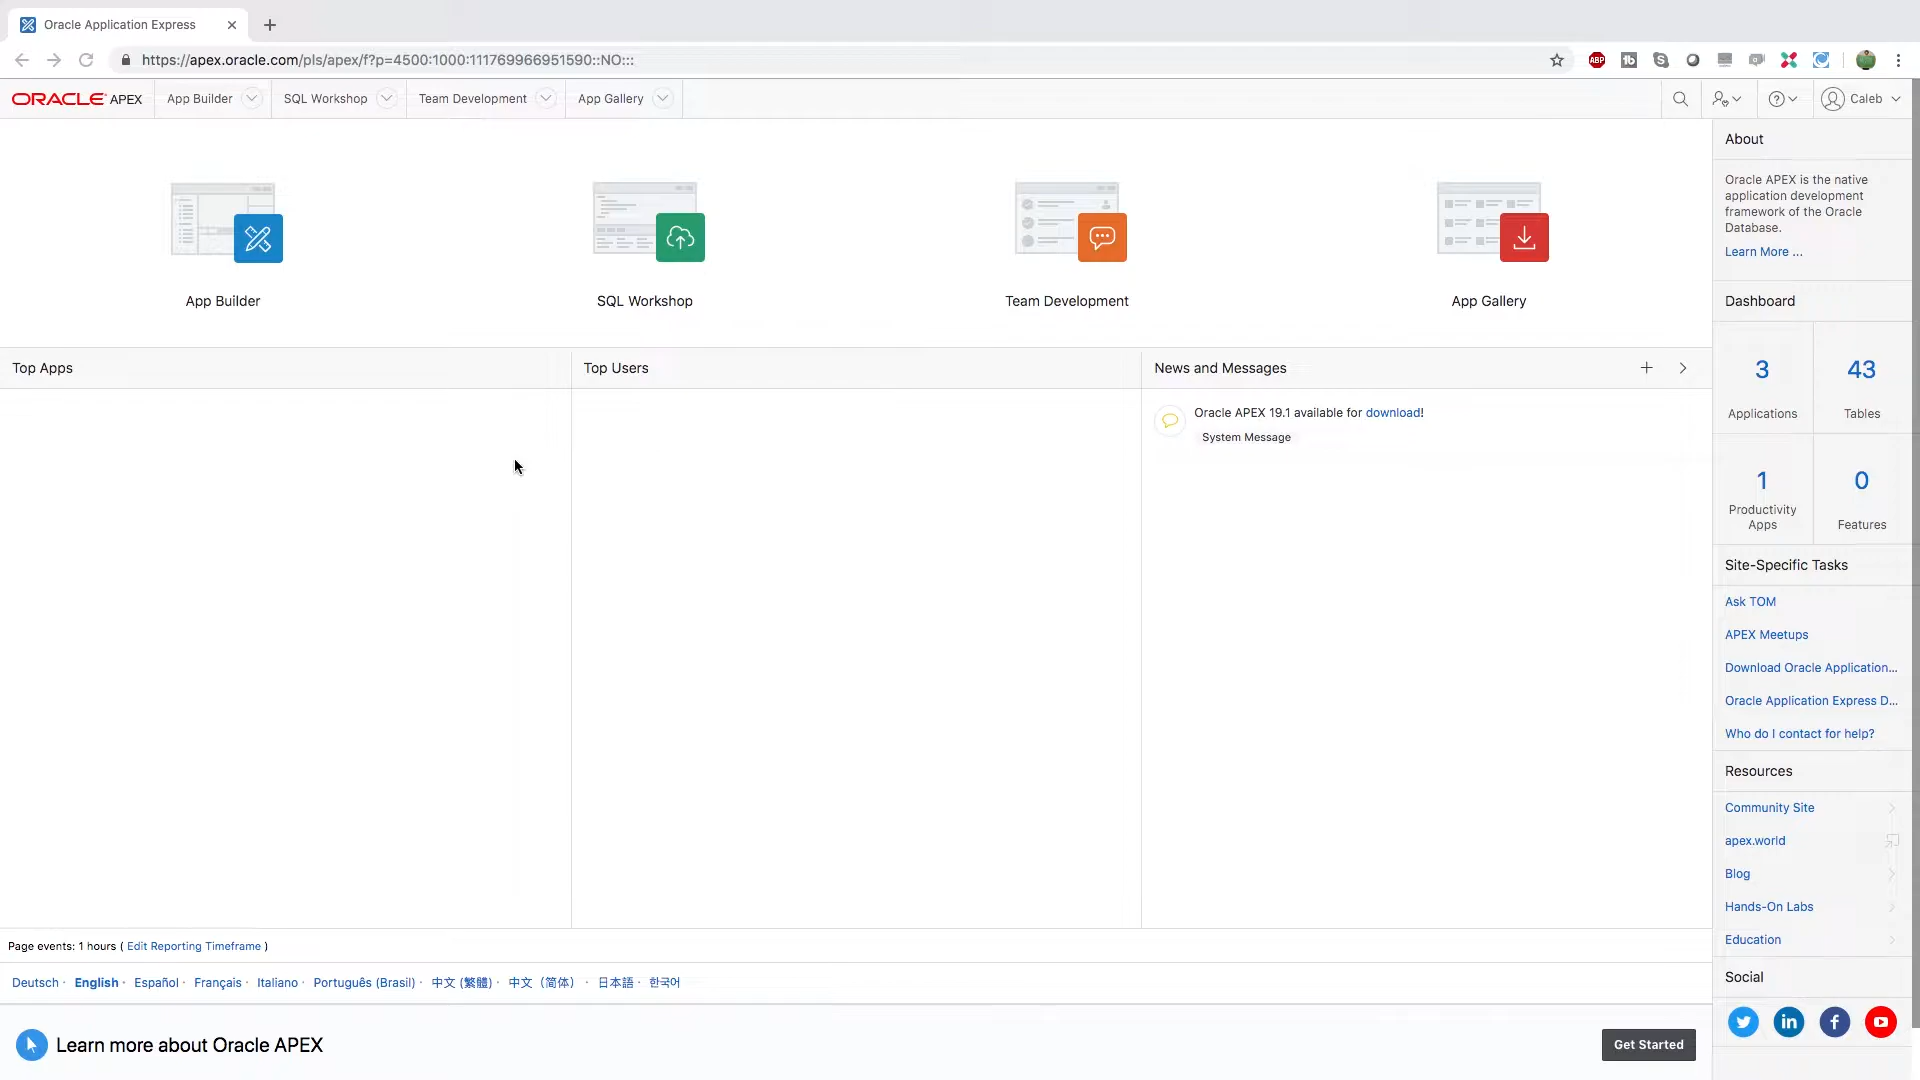 Oracle Application Express
https://apex.oracle.com/pls/apex/f?p=4500:1000:111769966951590::NO:::
ABP
ORACLE APEX
App Builder
SQL Workshop
Team Development
App Gallery
Caleb
App Builder
SQL Workshop
Team Development
App Gallery
Top Apps
Top Users
News and Messages
Oracle APEX 19.1 available for download!
System Message
About
Oracle APEX is the native
application development
framework of the Oracle
Database.
Learn More ...
Dashboard
3
Applications
43
Tables
1
Productivity
Apps
0
Features
Site-Specific Tasks
Ask TOM
APEX Meetups
Download Oracle Application...
Oracle Application Express D...
Who do I contact for help?
Resources
Community Site
apex.world
Blog
Hands-On Labs
Education
Social
Page events: 1 hours ( Edit Reporting Timeframe )
Deutsch · English · Español · Français · Italiano · Português (Brasil) · 中文 (繁體) · 中文（简体） · 日本語 · 한국어
Learn more about Oracle APEX
Get Started